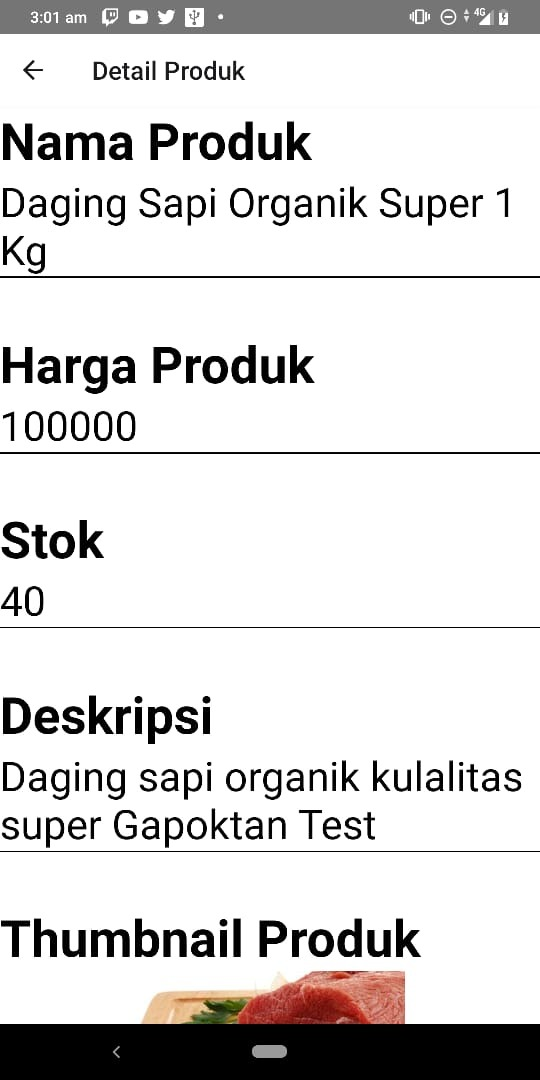 3:01 am
4G
Detail Produk
Nama Produk
Daging Sapi Organik Super 1
Kg
Harga Produk
100000
Stok
40
Deskripsi
Daging sapi organik kulalitas
super Gapoktan Test
Thumbnail Produk